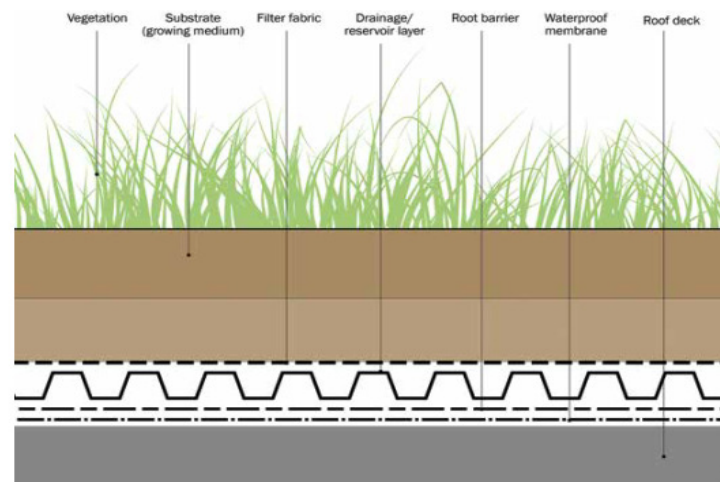 Vegetation
Substrate
(growing medium)
Filter fabric
Drainage/
reservoir layer
Root barrier
Waterproof
membrane
Roof deck